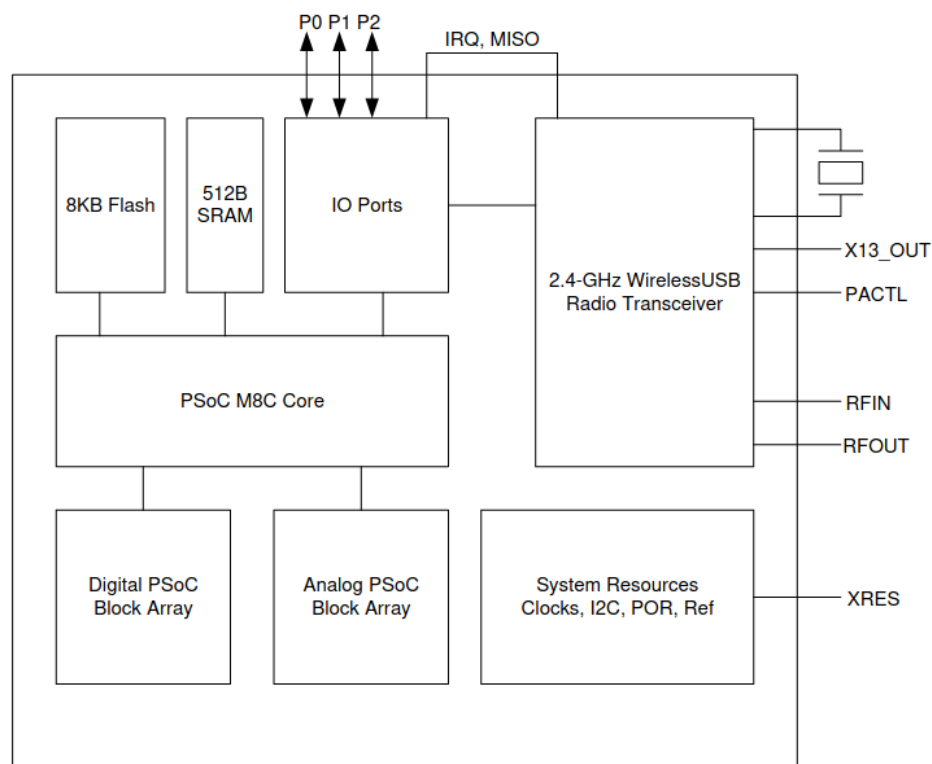 P0 P1 P2
IRQ, MISO
8KB Flash
512B
SRAM
IO Ports
2.4-GHz WirelessUSB
Radio Transceiver
X13_OUT
PACTL
RFIN
RFOUT
PSoC M8C Core
Digital PSoC
Block Array
Analog PSoC
Block Array
System Resources
Clocks, I2C, POR, Ref
XRES